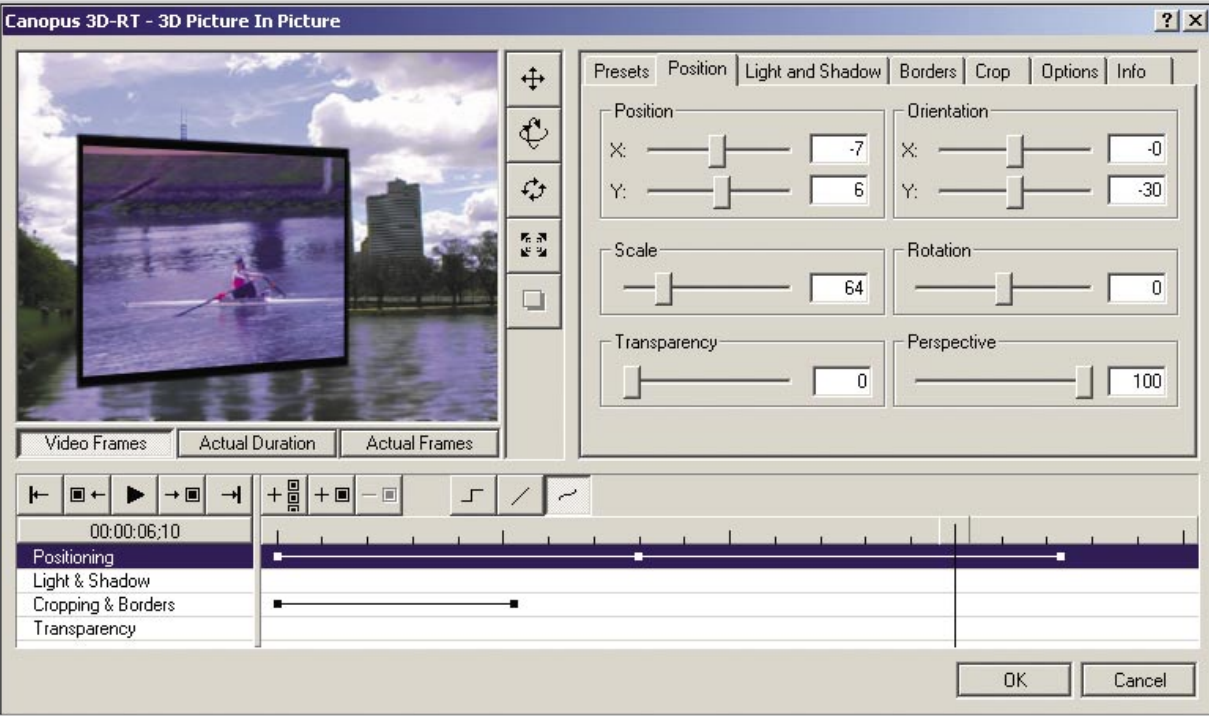 Canopus 3D-RT - 3D Picture In Picture
Presets Position Light and Shadow Borders Crop Options Info
Position
X: -7
Y: 6
Orientation
X: -0
Y: -30
Scale
64
Rotation
0
Transparency
0
Perspective
100
Video Frames Actual Duration Actual Frames
00:00:06;10
Positioning
Light & Shadow
Cropping & Borders
Transparency
OK Cancel